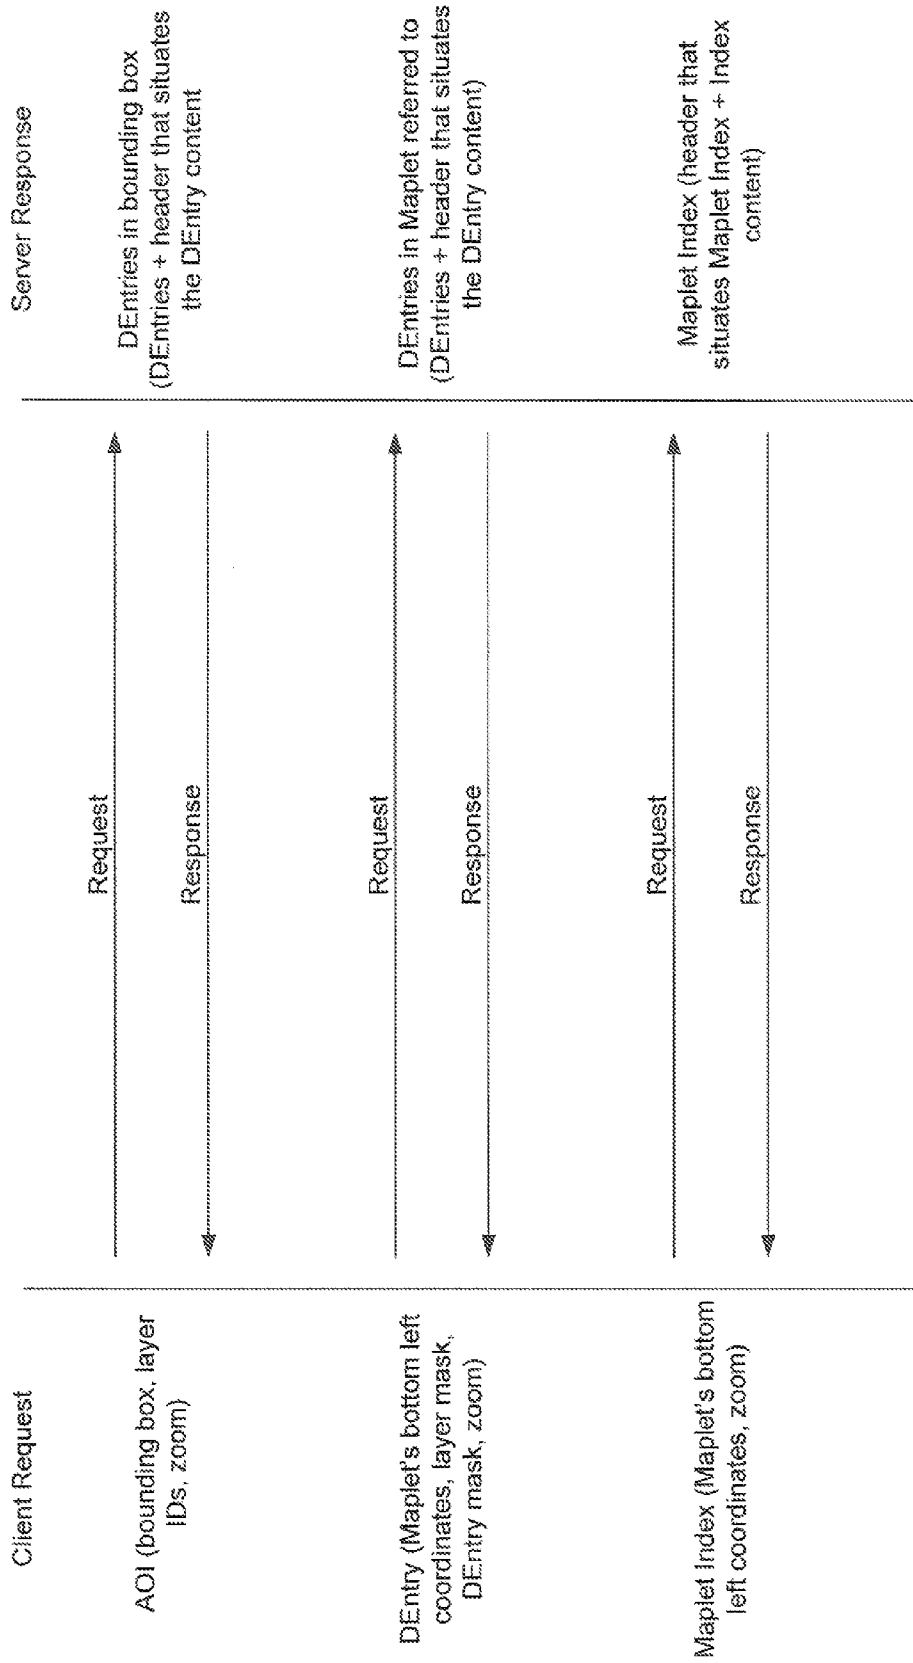 Client Request
Server Response
AOI (bounding box, layer
IDs, zoom)
Request
Response
DEntries in bounding box
(DEntries + header that situates
the DEntry content
DEntry (Maplet's bottom left
coordinates, layer mask,
DEntry mask, zoom)
Request
Response
DEntries in Maplet referred to
(DEntries + header that situates
the DEntry content)
Maplet Index (Maplet's bottom
left coordinates, zoom)
Request
Response
Maplet Index (header that
situates Maplet Index + Index
content)